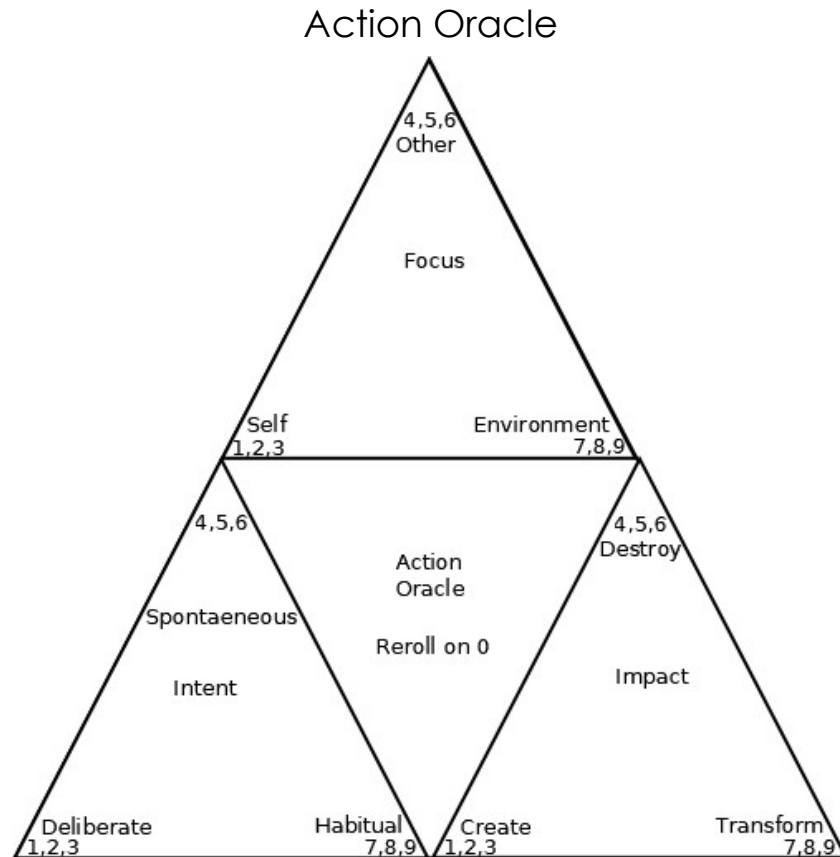 Action Oracle
4,5,6
Other
Focus
Self
Environment
1,2,3
7,8,9
4,5,6
Spontaeneous
Intent
Deliberate
Habitual
1,2,3
7,8,9
Action
Oracle
Reroll on 0
4,5,6
Destroy
Impact
Create
Transform
1,2,3
7,8,9